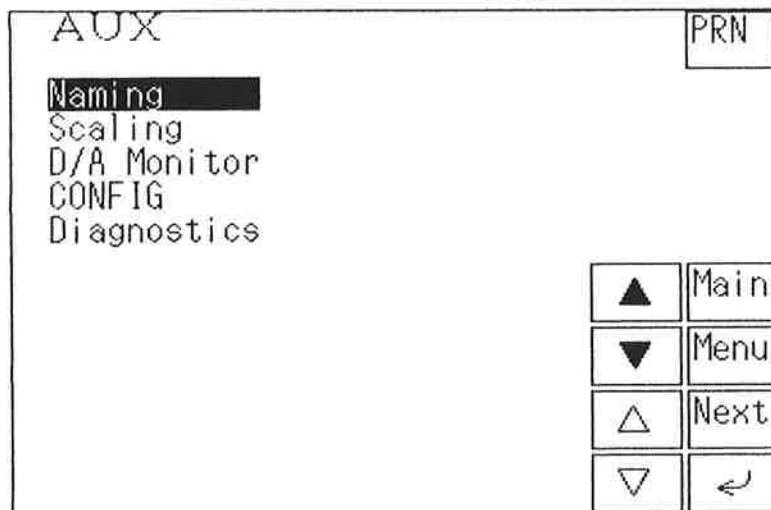 AUX
PRN
Naming
Scaling
D/A Monitor
CONFIG
Diagnostics
Main
Menu
Next